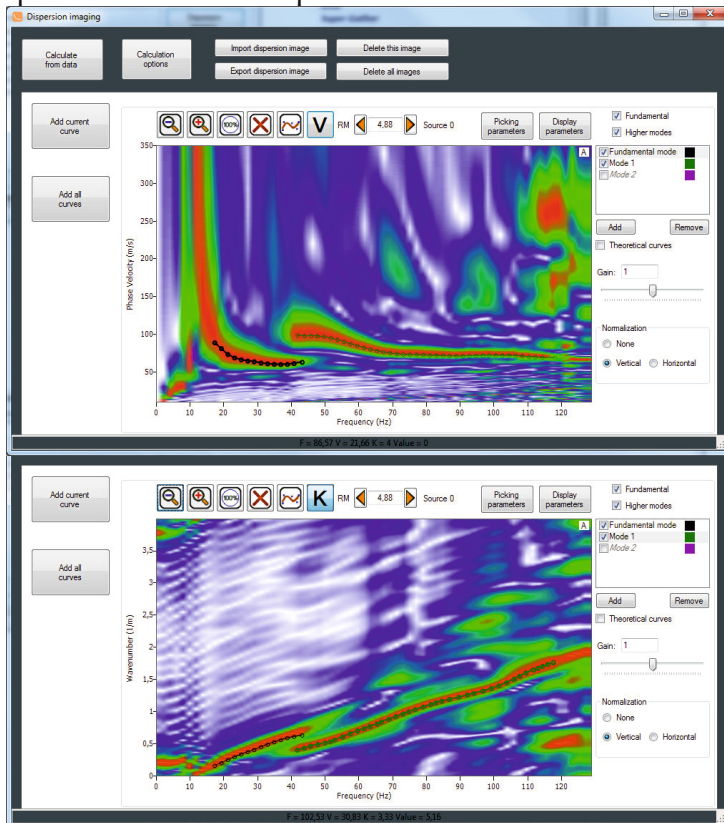 Super Gather
Dispersion imaging
Calculate
from data
Calculation
options
Import dispersion image
Delete this image
Export dispersion image
Delete all images
Add current
curve
Add all
curves
100%
V
RM
4,88
Source 0
Picking
parameters
Display
parameters
Fundamental
Higher modes
A
Fundamental mode
Mode 1
Mode 2
Add
Remove
Theoretical curves
Gain:
1
Normalization
None
Vertical
Horizontal
Phase Velocity (m/s)
350
300
250
200
150
100
50
0 10 20 30 40 50 60 70 80 90 100 110 120
Frequency (Hz)
F = 86,57 V = 21,66 K = 4 Value = 0
Add current
curve
Add all
curves
100%
K
RM
4,88
Source 0
Picking
parameters
Display
parameters
Fundamental
Higher modes
A
Fundamental mode
Mode 1
Mode 2
Add
Remove
Theoretical curves
Gain:
1
Normalization
None
Vertical
Horizontal
Wavenumber (1/m)
3,5
3
2,5
2
1,5
1
0,5
0
0 10 20 30 40 50 60 70 80 90 100 110 120
Frequency (Hz)
F = 102,53 V = 30,83 K = 3,33 Value = 5,16